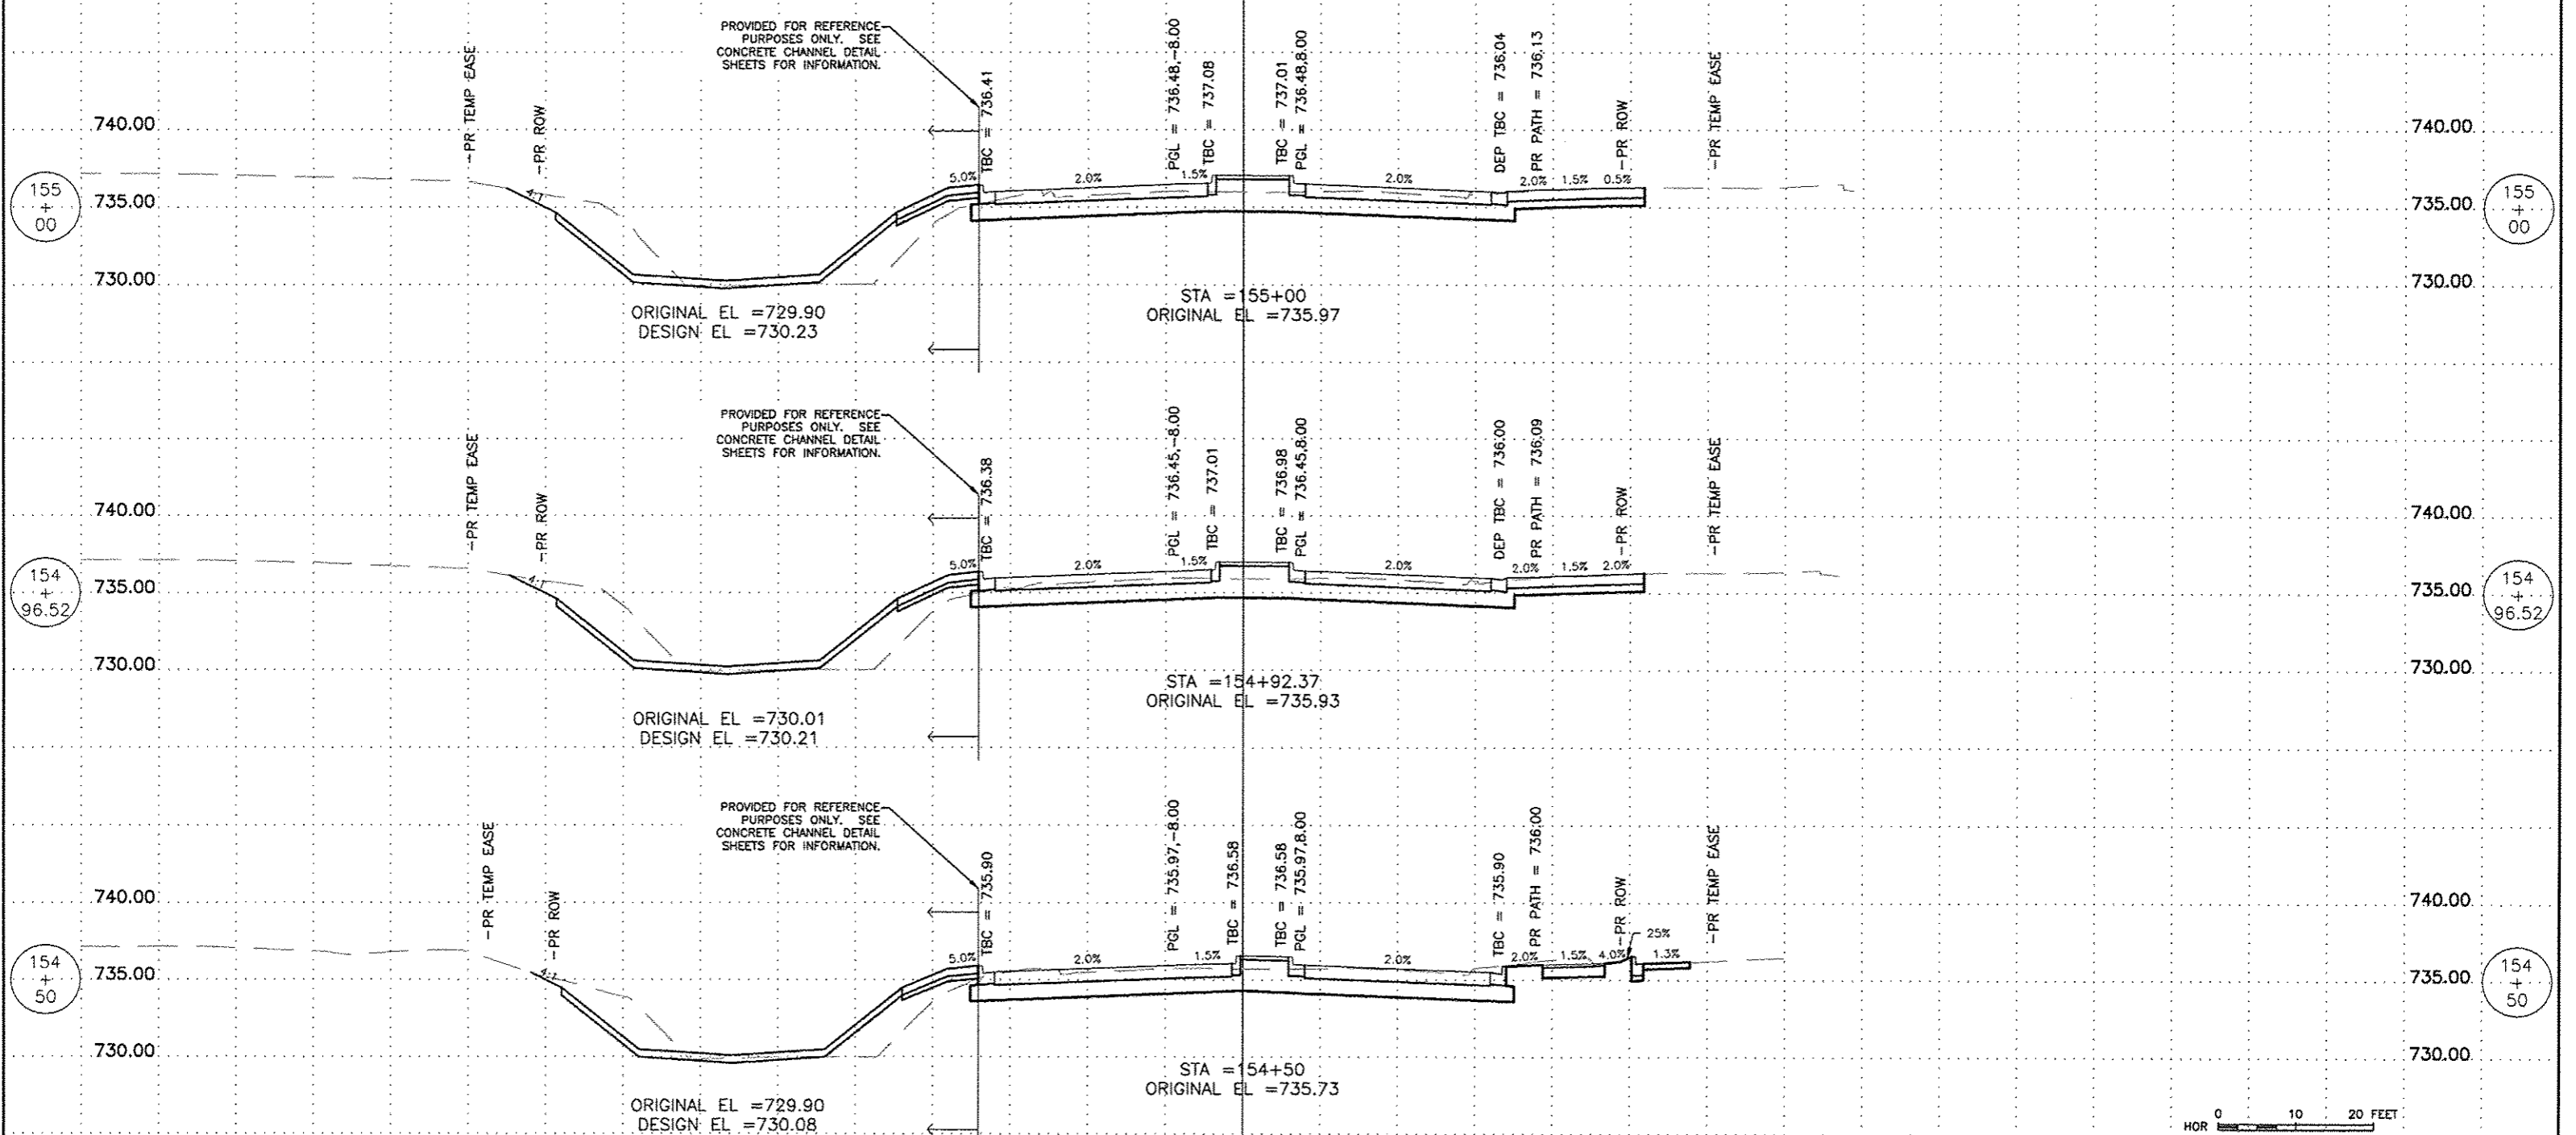 PROVIDED FOR REFERENCE
PURPOSES ONLY. SEE
CONCRETE CHANNEL DETAIL
SHEETS FOR INFORMATION.
PR TEMP EASE
PR ROW
TBC = 736.41
PGL = 736.48,-8.00
TBC = 737.08
TBC = 737.01
PGL = 736.48,8.00
DEP TBC = 736.04
PR PATH = 736.13
PR ROW
PR TEMP EASE
740.00
740.00
155
+
00
735.00
4:1
5.0%
2.0%
1.5%
2.0%
2.0%
1.5%
0.5%
735.00
155
+
00
730.00
730.00
ORIGINAL EL =729.90
DESIGN EL =730.23
STA =155+00
ORIGINAL EL =735.97
PROVIDED FOR REFERENCE
PURPOSES ONLY. SEE
CONCRETE CHANNEL DETAIL
SHEETS FOR INFORMATION.
PR TEMP EASE
PR ROW
TBC = 736.38
PGL = 736.45,-8.00
TBC = 737.01
TBC = 736.98
PGL = 736.45,8.00
DEP TBC = 736.00
PR PATH = 736.09
PR ROW
PR TEMP EASE
740.00
740.00
154
+
96.52
735.00
4:1
5.0%
2.0%
1.5%
2.0%
2.0%
1.5%
2.0%
735.00
154
+
96.52
730.00
730.00
ORIGINAL EL =730.01
DESIGN EL =730.21
STA =154+92.37
ORIGINAL EL =735.93
PROVIDED FOR REFERENCE
PURPOSES ONLY. SEE
CONCRETE CHANNEL DETAIL
SHEETS FOR INFORMATION.
PR TEMP EASE
PR ROW
TBC = 735.90
PGL = 735.97,-8.00
TBC = 736.58
TBC = 736.58
PGL = 735.97,8.00
TBC = 735.90
PR PATH = 736.00
PR ROW
PR TEMP EASE
740.00
740.00
154
+
50
735.00
4:1
5.0%
2.0%
1.5%
2.0%
2.0%
1.5%
4.0%
25%
1.3%
735.00
154
+
50
730.00
730.00
ORIGINAL EL =729.90
DESIGN EL =730.08
STA =154+50
ORIGINAL EL =735.73
HOR 0 10 20 FEET